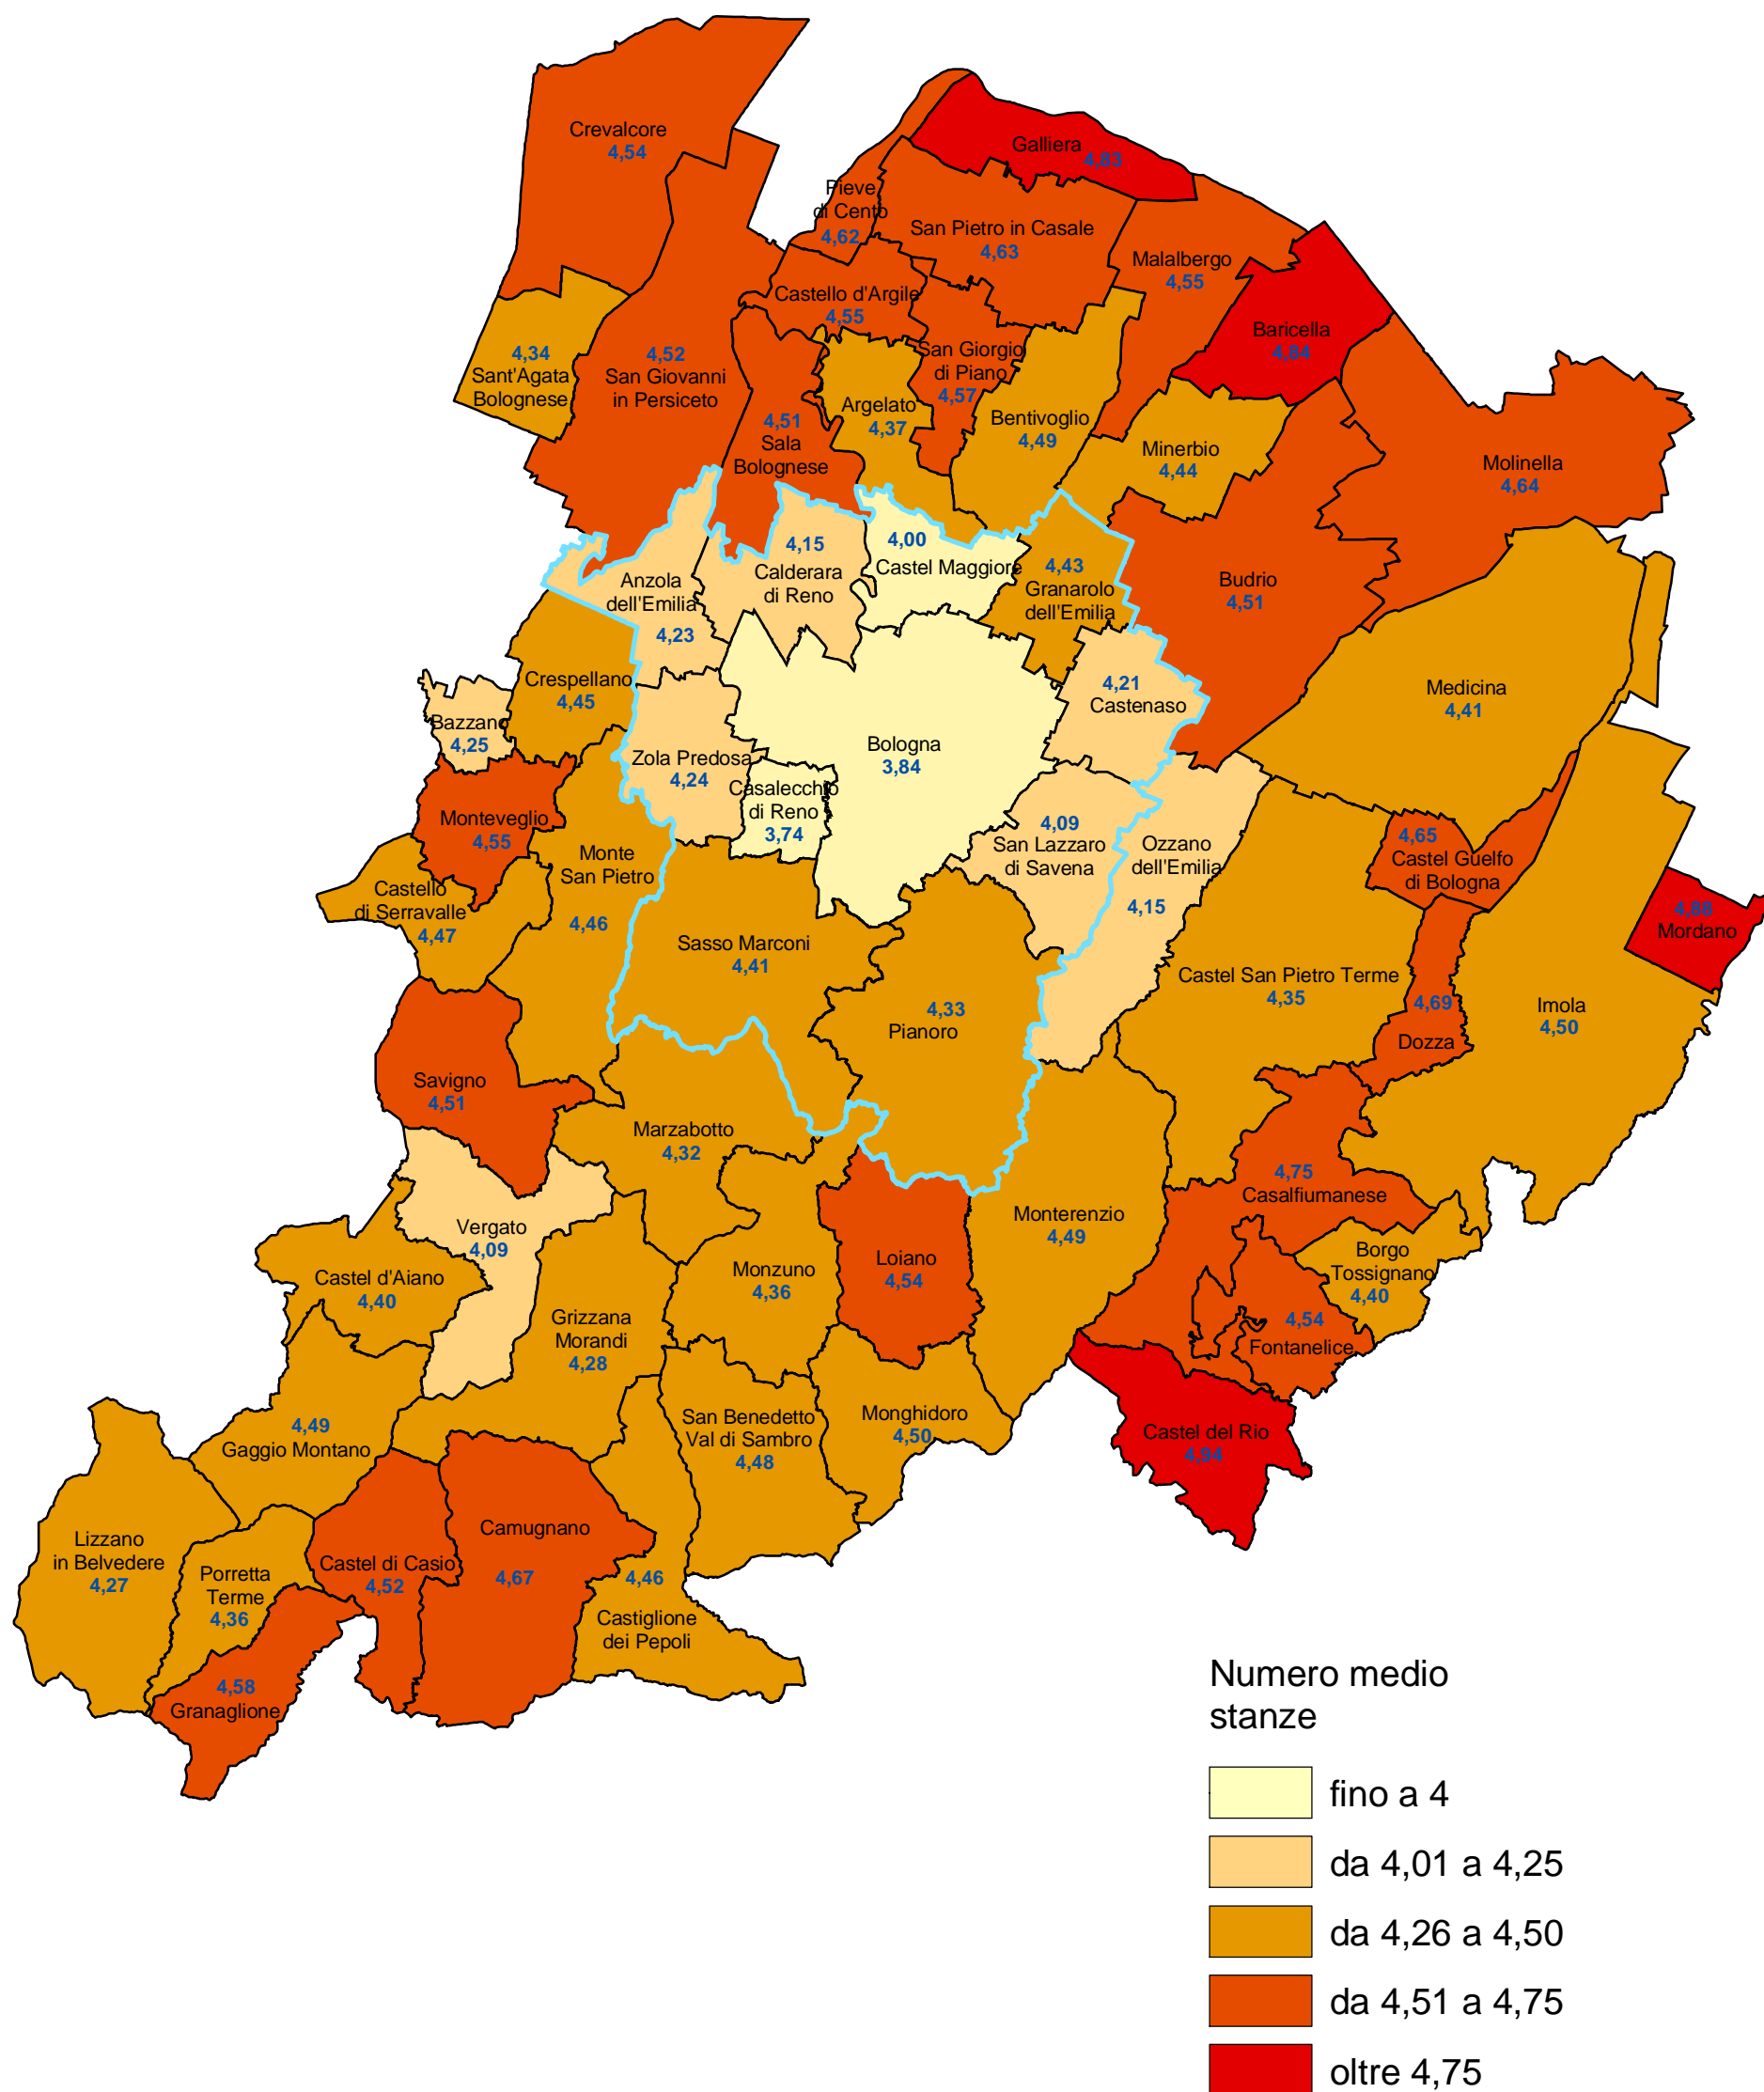 Crevalcore
4,54
Galliera
4,83
Pieve
di Cento
4,62
San Pietro in Casale
4,63
Malalbergo
4,55
Castello d'Argile
4,55
Baricella
4,84
4,34
Sant'Agata
Bolognese
4,52
San Giovanni
in Persiceto
San Giorgio
di Piano
4,57
Argelato
4,37
4,51
Sala
Bolognese
Bentivoglio
4,49
Minerbio
4,44
Molinella
4,64
4,00
Castel Maggiore
4,15
Calderara
di Reno
4,43
Granarolo
dell'Emilia
Anzola
dell'Emilia
4,23
Budrio
4,51
Crespellano
4,45
4,21
Castenaso
Medicina
4,41
Bazzano
4,25
Bologna
3,84
Zola Predosa
4,24
Casalecchio
di Reno
3,74
Monteveglio
4,55
4,09
San Lazzaro
di Savena
Ozzano
dell'Emilia
4,15
4,65
Castel Guelfo
di Bologna
Monte
San Pietro
4,46
Castello
di Serravalle
4,47
4,88
Mordano
Sasso Marconi
4,41
Castel San Pietro Terme
4,35
4,69
Dozza
Imola
4,50
4,33
Pianoro
Savigno
4,51
Marzabotto
4,32
4,75
Casalfiumanese
Vergato
4,09
Monterenzio
4,49
Castel d'Aiano
4,40
Monzuno
4,36
Loiano
4,54
Borgo
Tossignano
4,40
Grizzana
Morandi
4,28
4,54
Fontanelice
4,49
Gaggio Montano
San Benedetto
Val di Sambro
4,48
Monghidoro
4,50
Castel del Rio
4,94
Lizzano
in Belvedere
4,27
Porretta
Terme
4,36
Castel di Casio
4,52
Camugnano
4,67
4,46
Castiglione
dei Pepoli
4,58
Granaglione
Numero medio
stanze
fino a 4
da 4,01 a 4,25
da 4,26 a 4,50
da 4,51 a 4,75
oltre 4,75